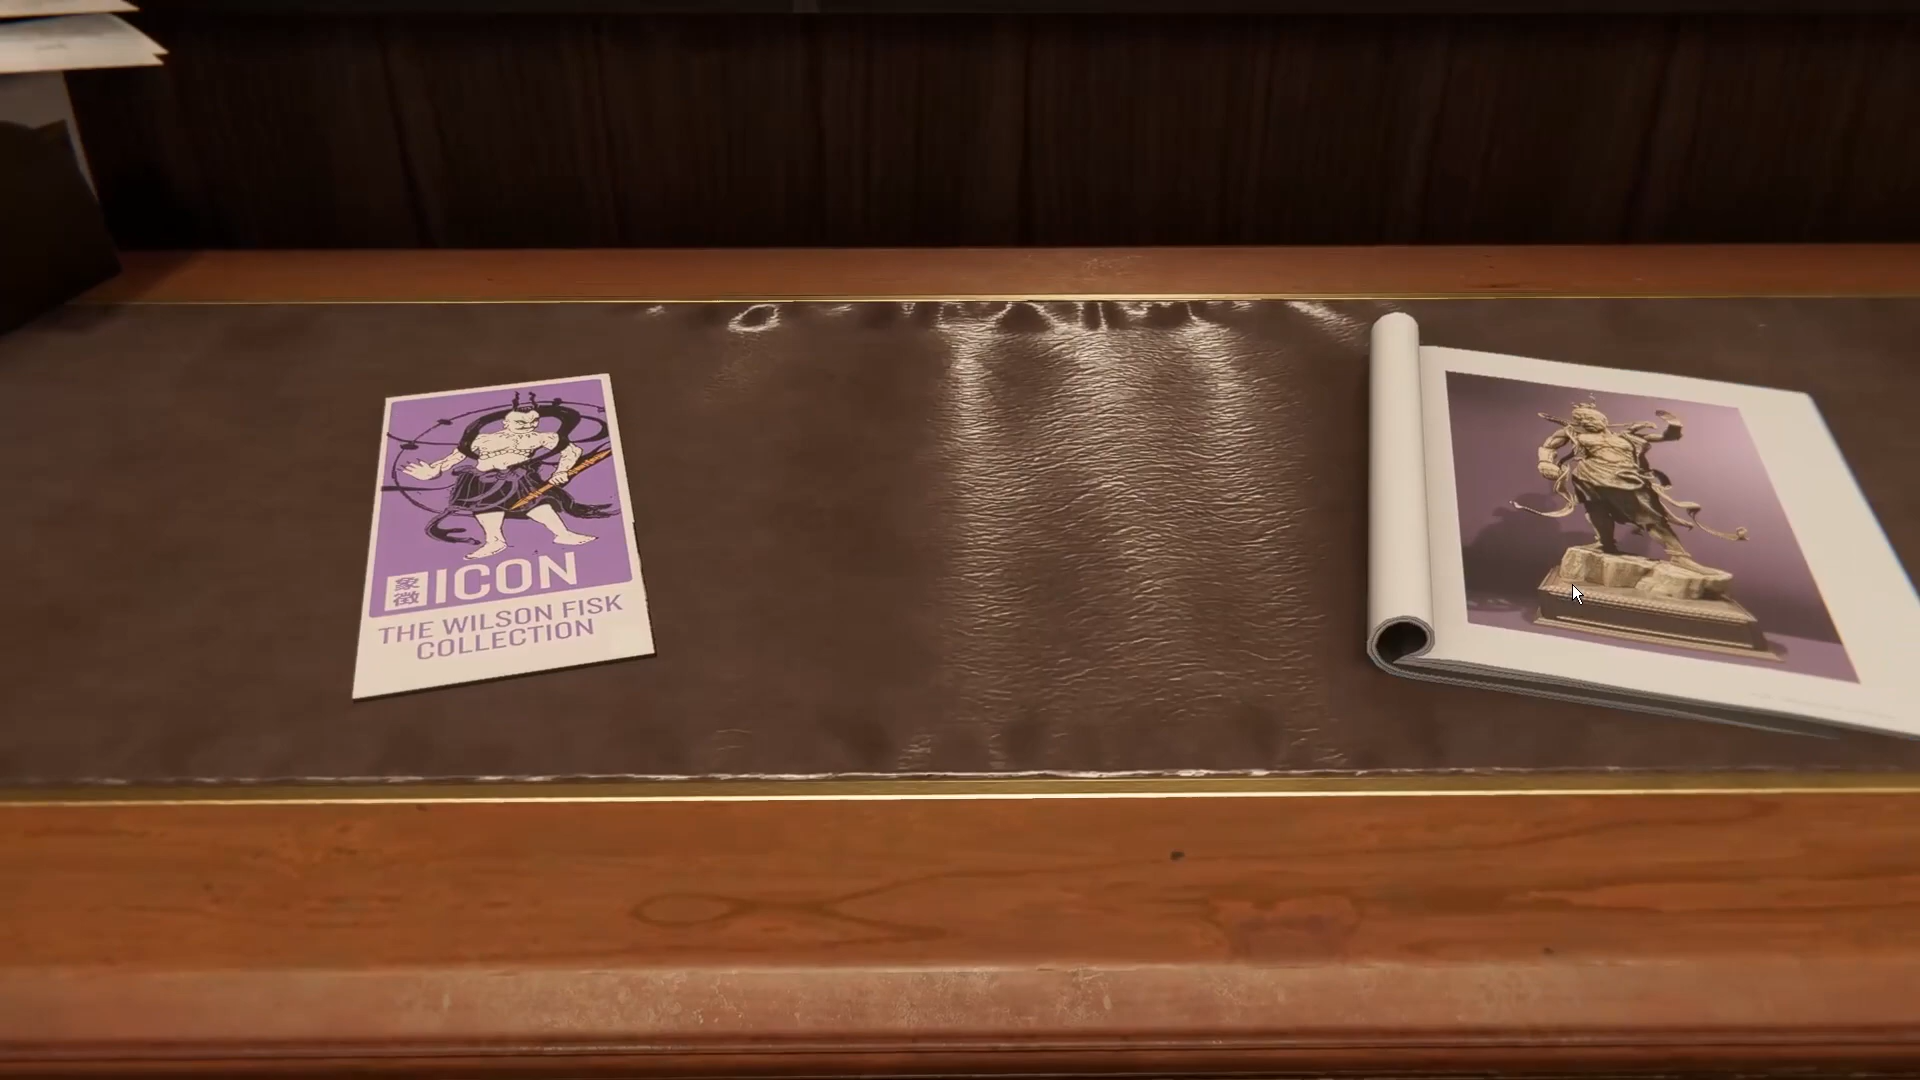 象
徵
ICON
THE WILSON FISK
COLLECTION